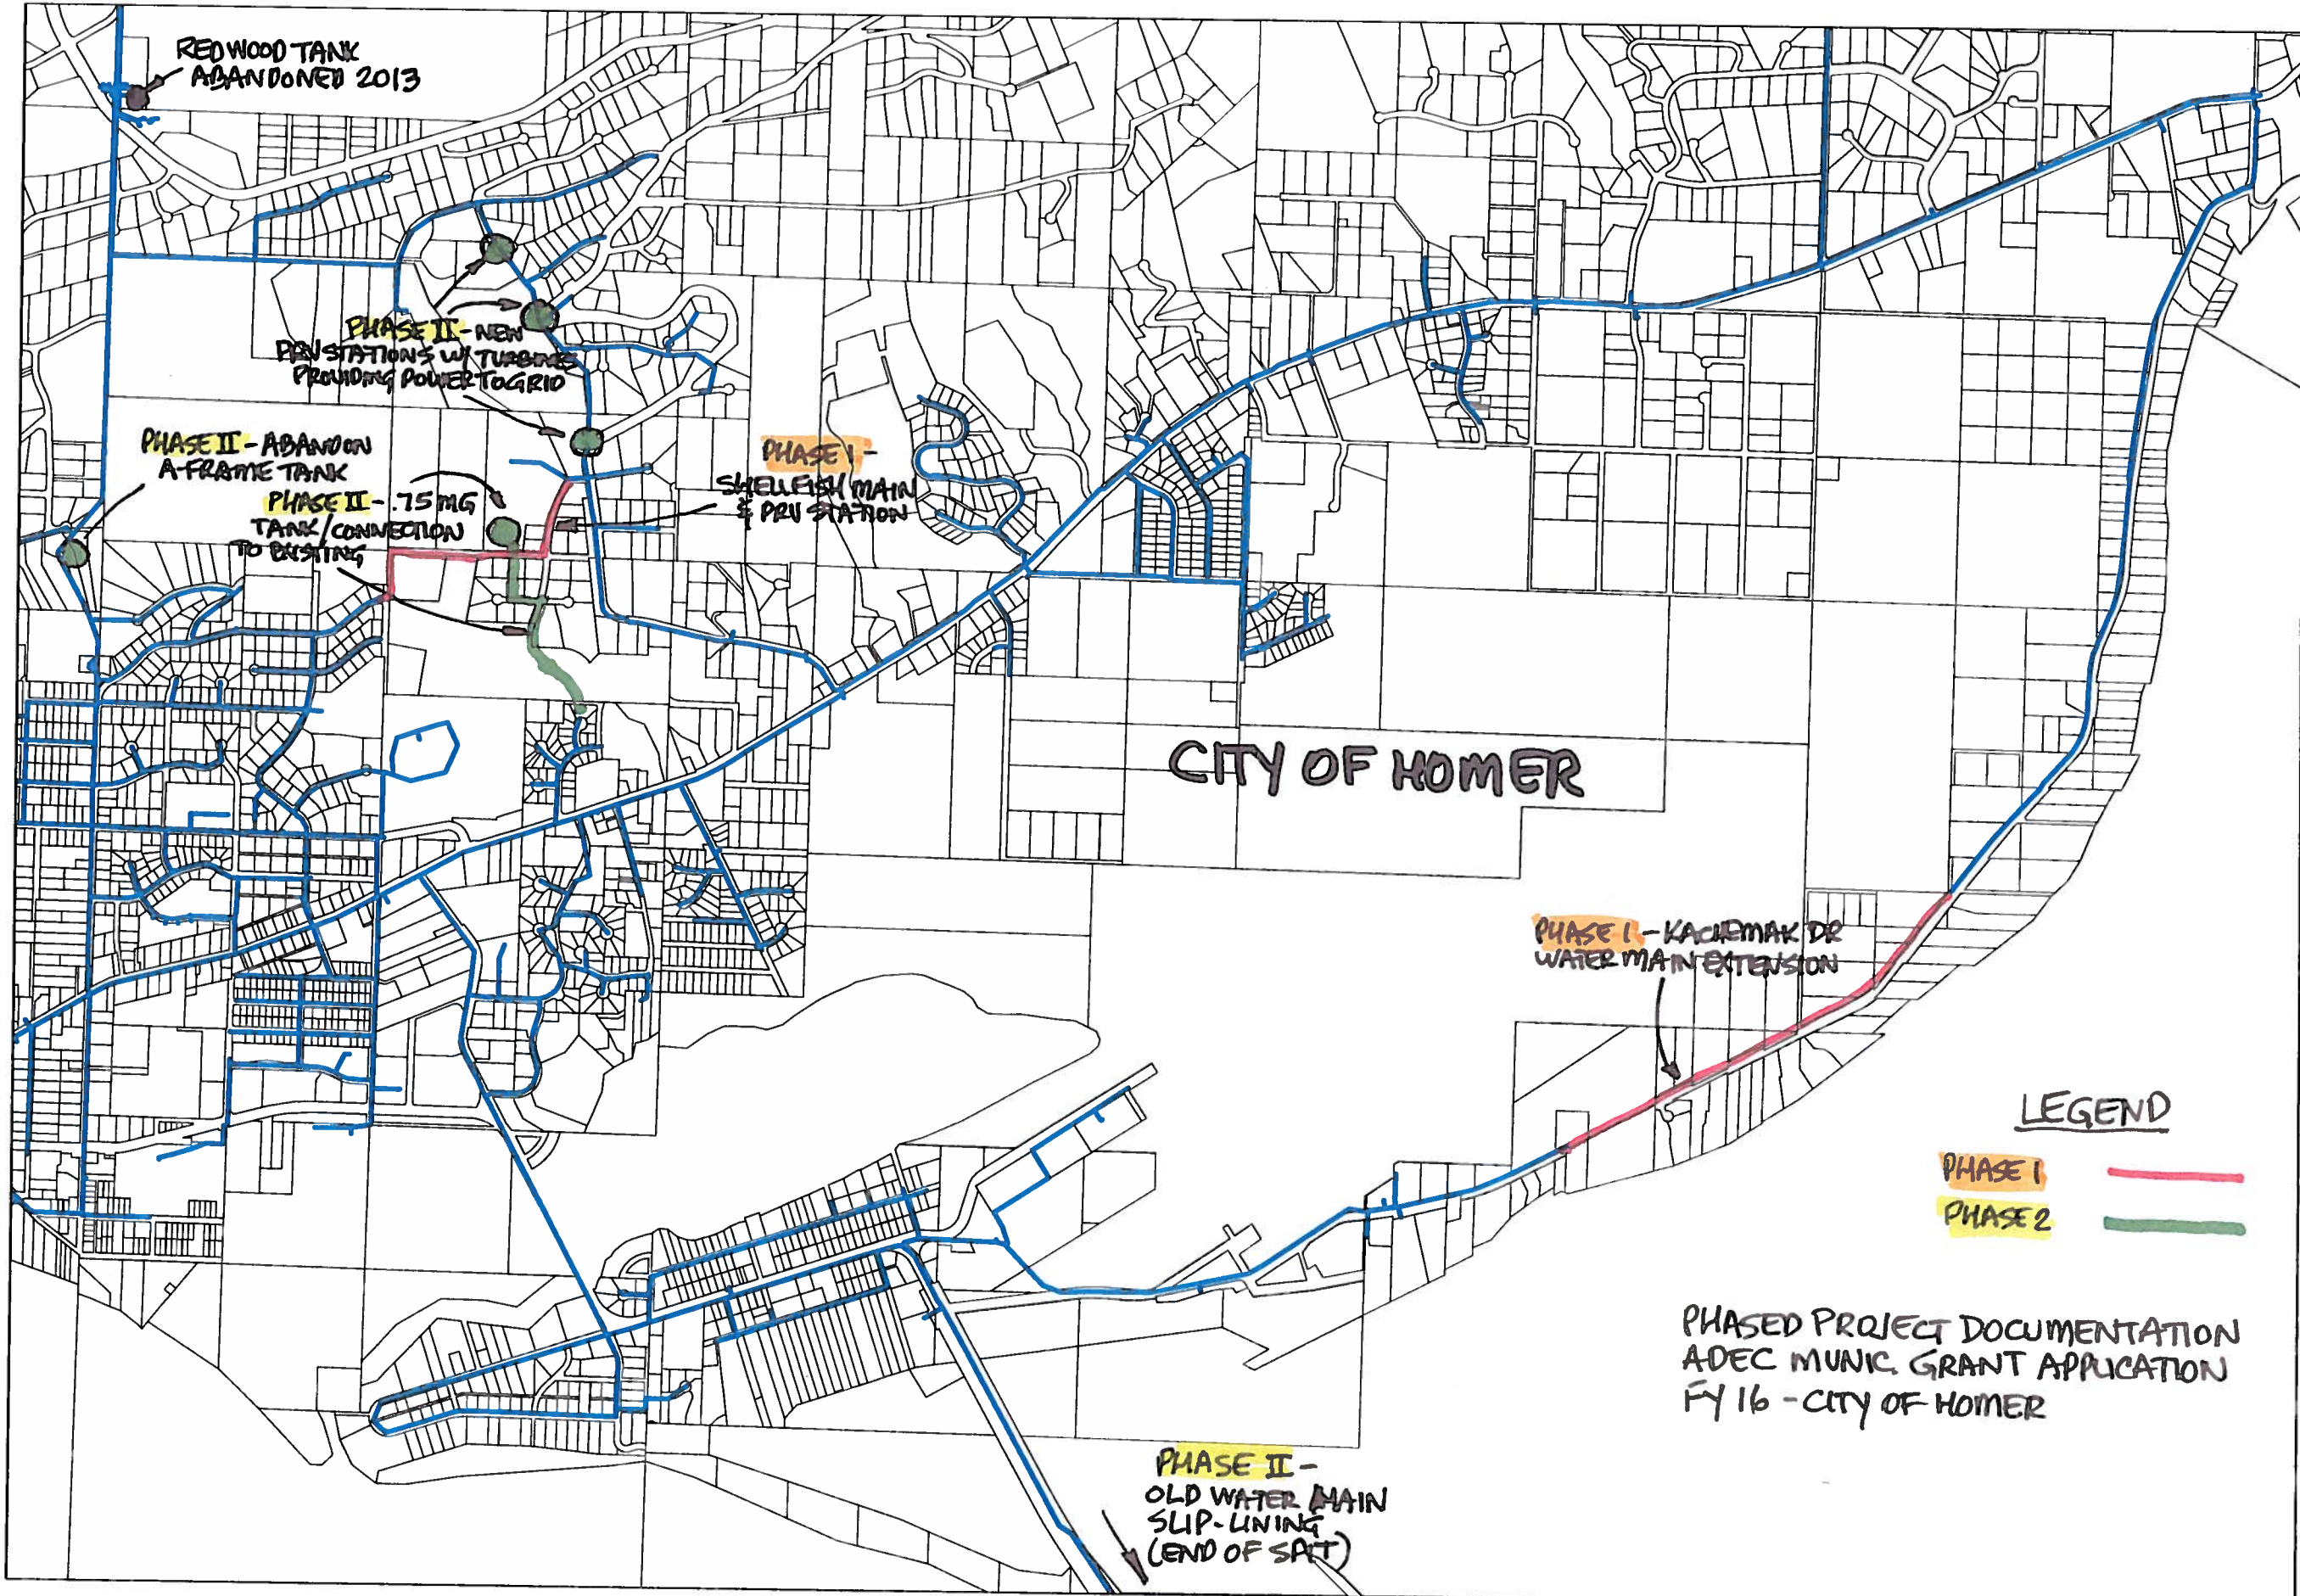 REDWOOD TANK
ABANDONED 2013
PHASE II - NEW
PRV STATIONS W/ TURBINES
PROVIDING POWER TO GRID
PHASE II - ABANDON
A-FRAME TANK
PHASE II - .75 MG
TANK/CONNECTION
TO EXISTING
PHASE 1 -
SHELLFISH MAIN
& PRV STATION
CITY OF HOMER
PHASE 1 - KACHEMAK DR
WATER MAIN EXTENSION
LEGEND
PHASE 1
PHASE 2
PHASED PROJECT DOCUMENTATION
ADEC MUNIC. GRANT APPLICATION
FY 16 - CITY OF HOMER
PHASE II -
OLD WATER MAIN
SLIP-LINING
(END OF SPIT)